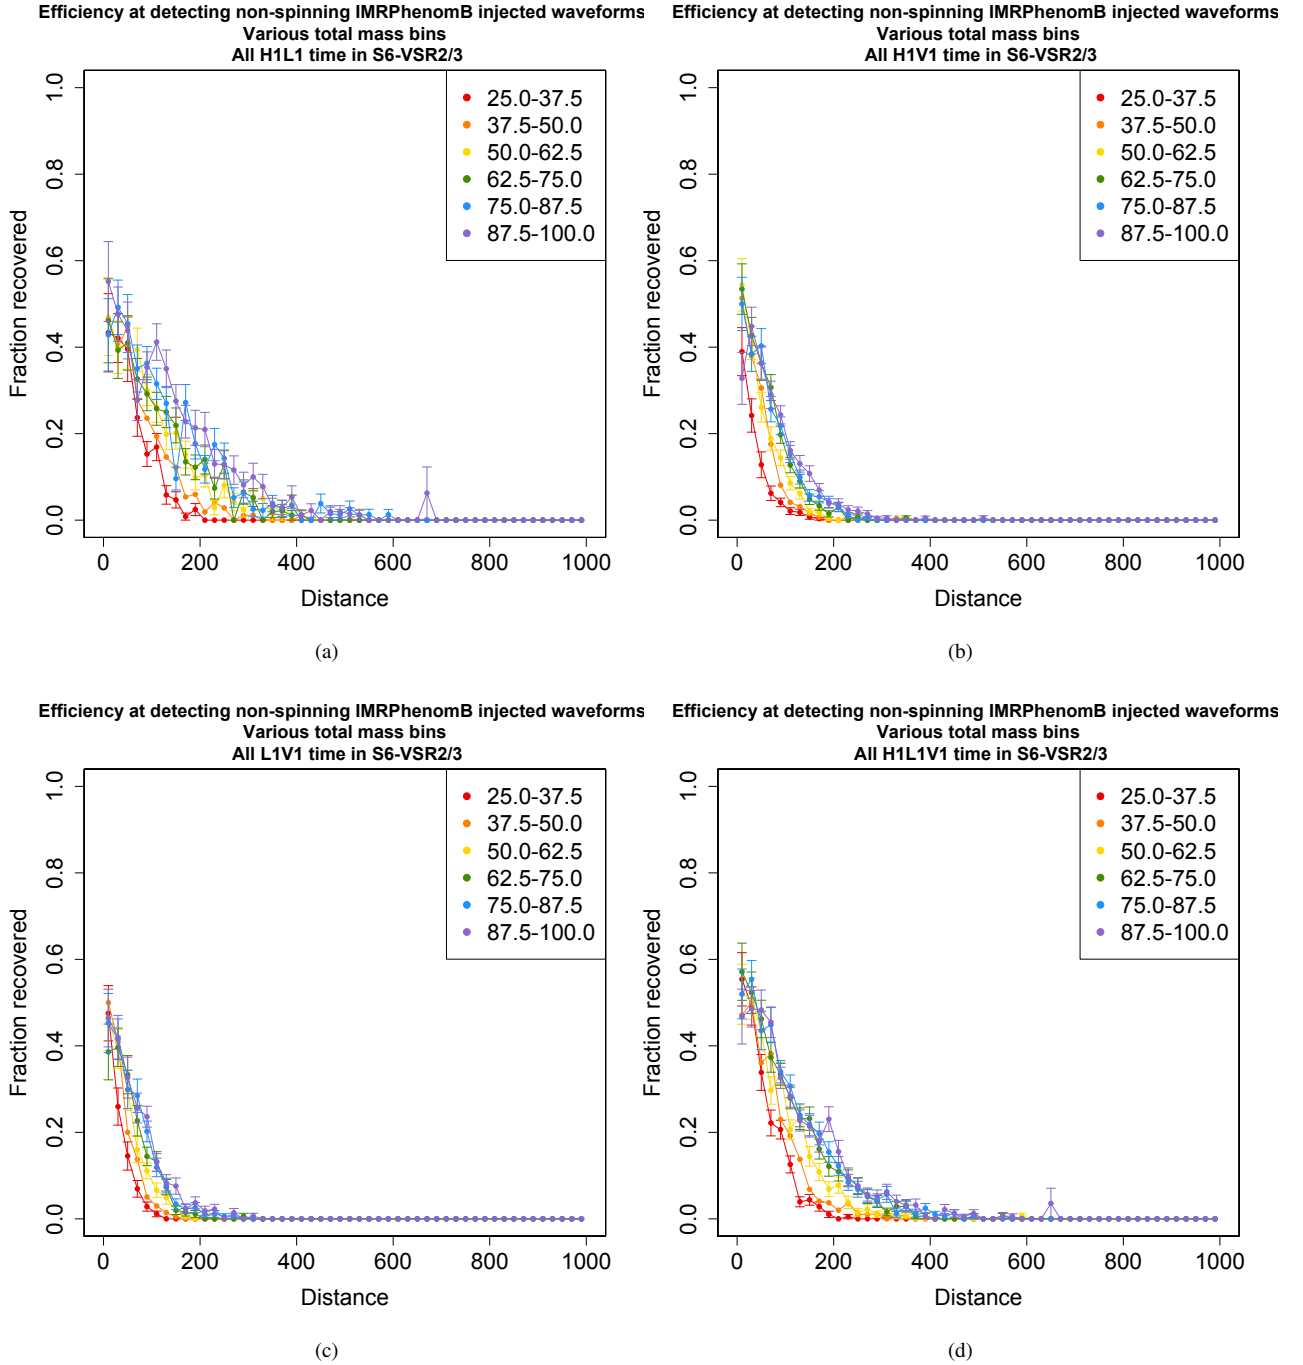 Efficiency at detecting non-spinning IMRPhenomB injected waveforms
Various total mass bins
All H1L1 time in S6-VSR2/3
1.0
0.8
0.6
0.4
0.2
0.0
Fraction recovered
25.0-37.5
37.5-50.0
50.0-62.5
62.5-75.0
75.0-87.5
87.5-100.0
0 200 400 600 800 1000
Distance
(a)
Efficiency at detecting non-spinning IMRPhenomB injected waveforms
Various total mass bins
All H1V1 time in S6-VSR2/3
1.0
0.8
0.6
0.4
0.2
0.0
Fraction recovered
25.0-37.5
37.5-50.0
50.0-62.5
62.5-75.0
75.0-87.5
87.5-100.0
0 200 400 600 800 1000
Distance
(b)
Efficiency at detecting non-spinning IMRPhenomB injected waveforms
Various total mass bins
All L1V1 time in S6-VSR2/3
1.0
0.8
0.6
0.4
0.2
0.0
Fraction recovered
25.0-37.5
37.5-50.0
50.0-62.5
62.5-75.0
75.0-87.5
87.5-100.0
0 200 400 600 800 1000
Distance
(c)
Efficiency at detecting non-spinning IMRPhenomB injected waveforms
Various total mass bins
All H1L1V1 time in S6-VSR2/3
1.0
0.8
0.6
0.4
0.2
0.0
Fraction recovered
25.0-37.5
37.5-50.0
50.0-62.5
62.5-75.0
75.0-87.5
87.5-100.0
0 200 400 600 800 1000
Distance
(d)